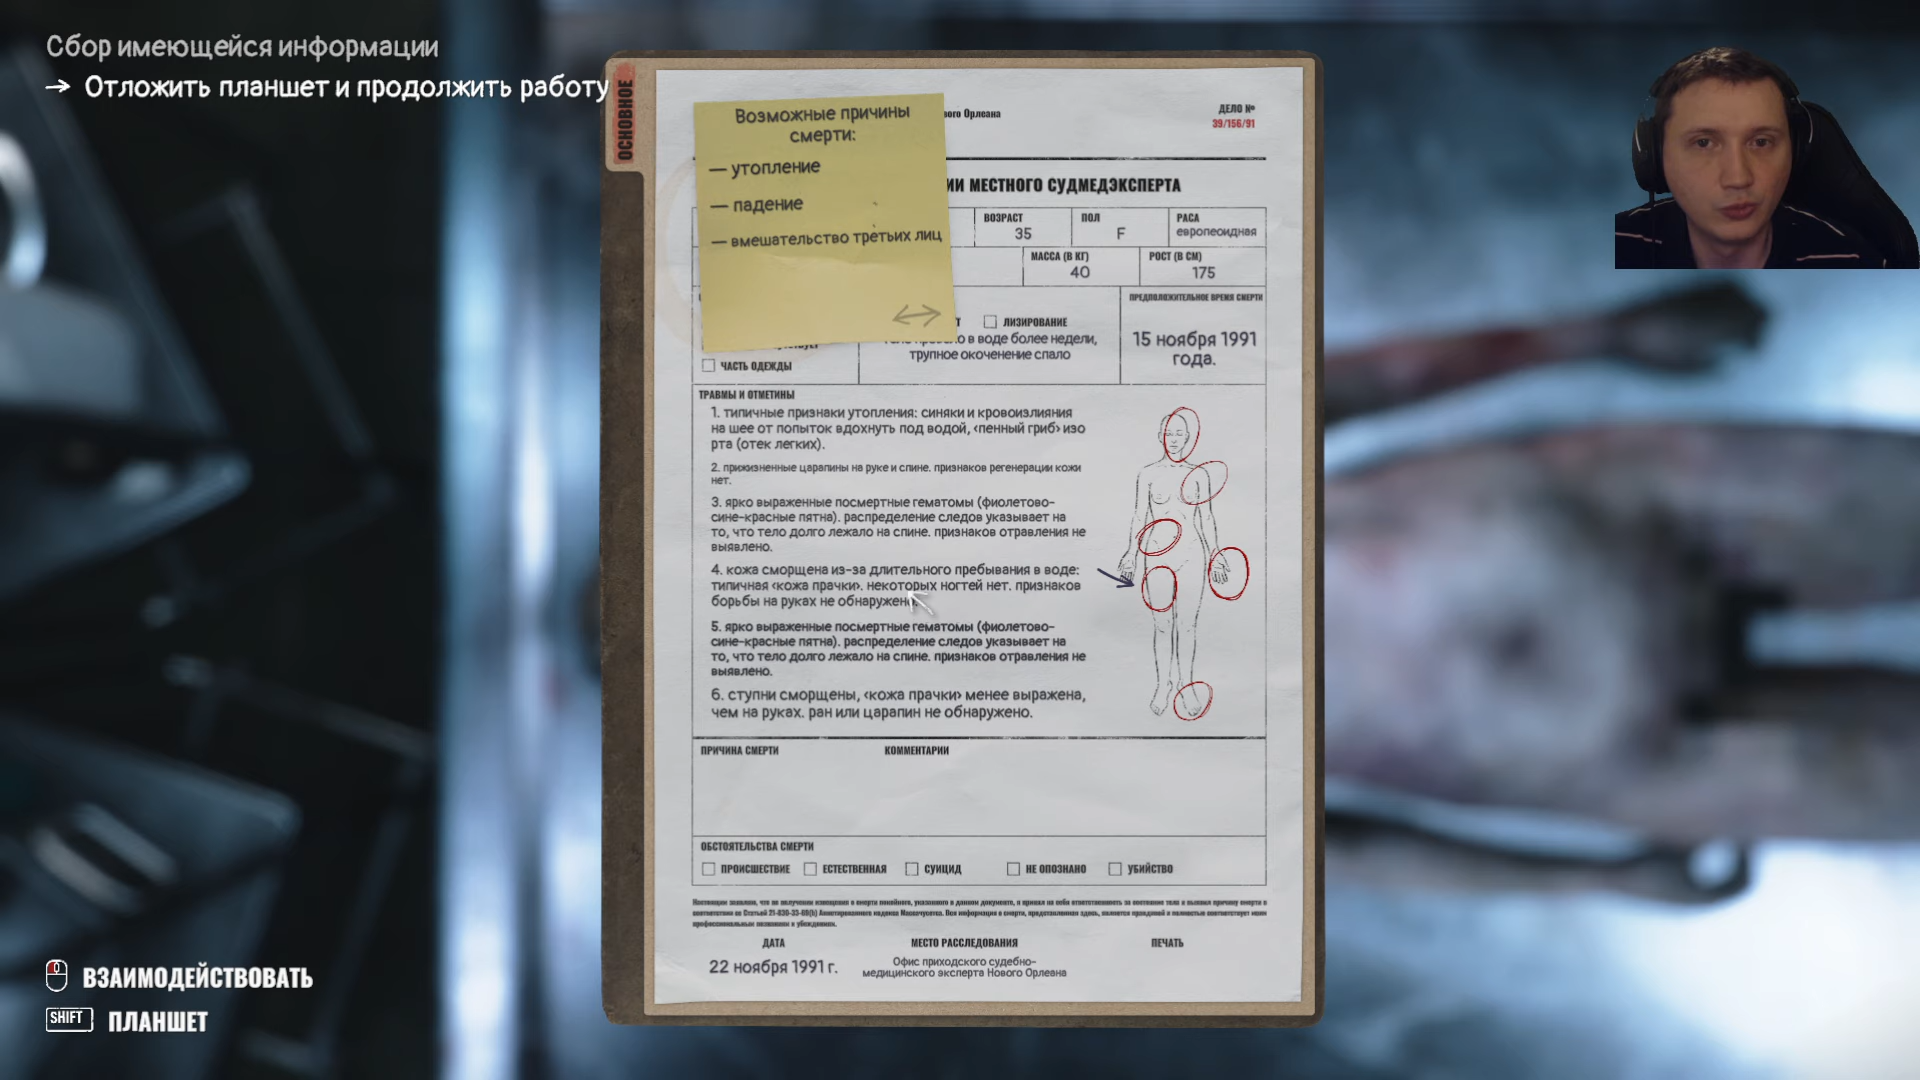 Сбор имеющейся информации
→ Отложить планшет и продолжить работу
ОСНОВНОЕ
Возможные причины
смерти:
— утопление
— падение
— вмешательство третьих лиц
вого Орлеана
ДЕЛО №
39/156/91
ИИ МЕСТНОГО СУДМЕДЭКСПЕРТА
ВОЗРАСТ
35
ПОЛ
F
РАСА
европеоидная
МАССА (В КГ)
40
РОСТ (В СМ)
175
ПРЕДПОЛОЖИТЕЛЬНОЕ ВРЕМЯ СМЕРТИ
15 ноября 1991
года.
ЛИЗИРОВАНИЕ
в воде более недели,
трупное окоченение спало
ЧАСТЬ ОДЕЖДЫ
ТРАВМЫ И ОТМЕТИНЫ
1. типичные признаки утопления: синяки и кровоизлияния
на шее от попыток вдохнуть под водой, ‹пенный гриб› изо
рта (отек легких).
2. прижизненные царапины на руке и спине. признаков регенерации кожи
нет.
3. ярко выраженные посмертные гематомы (фиолетово-
сине-красные пятна). распределение следов указывает на
то, что тело долго лежало на спине. признаков отравления не
выявлено.
4. кожа сморщена из-за длительного пребывания в воде:
типичная ‹кожа прачки›. некоторых ногтей нет. признаков
борьбы на руках не обнаружено.
5. ярко выраженные посмертные гематомы (фиолетово-
сине-красные пятна). распределение следов указывает на
то, что тело долго лежало на спине. признаков отравления не
выявлено.
6. ступни сморщены, ‹кожа прачки› менее выражена,
чем на руках. ран или царапин не обнаружено.
ПРИЧИНА СМЕРТИ
КОММЕНТАРИИ
ОБСТОЯТЕЛЬСТВА СМЕРТИ
ПРОИСШЕСТВИЕ
ЕСТЕСТВЕННАЯ
СУИЦИД
НЕ ОПОЗНАНО
УБИЙСТВО
ДАТА
22 ноября 1991 г.
МЕСТО РАССЛЕДОВАНИЯ
Офис приходского судебно-
медицинского эксперта Нового Орлеана
ПЕЧАТЬ
ВЗАИМОДЕЙСТВОВАТЬ
SHIFT ПЛАНШЕТ